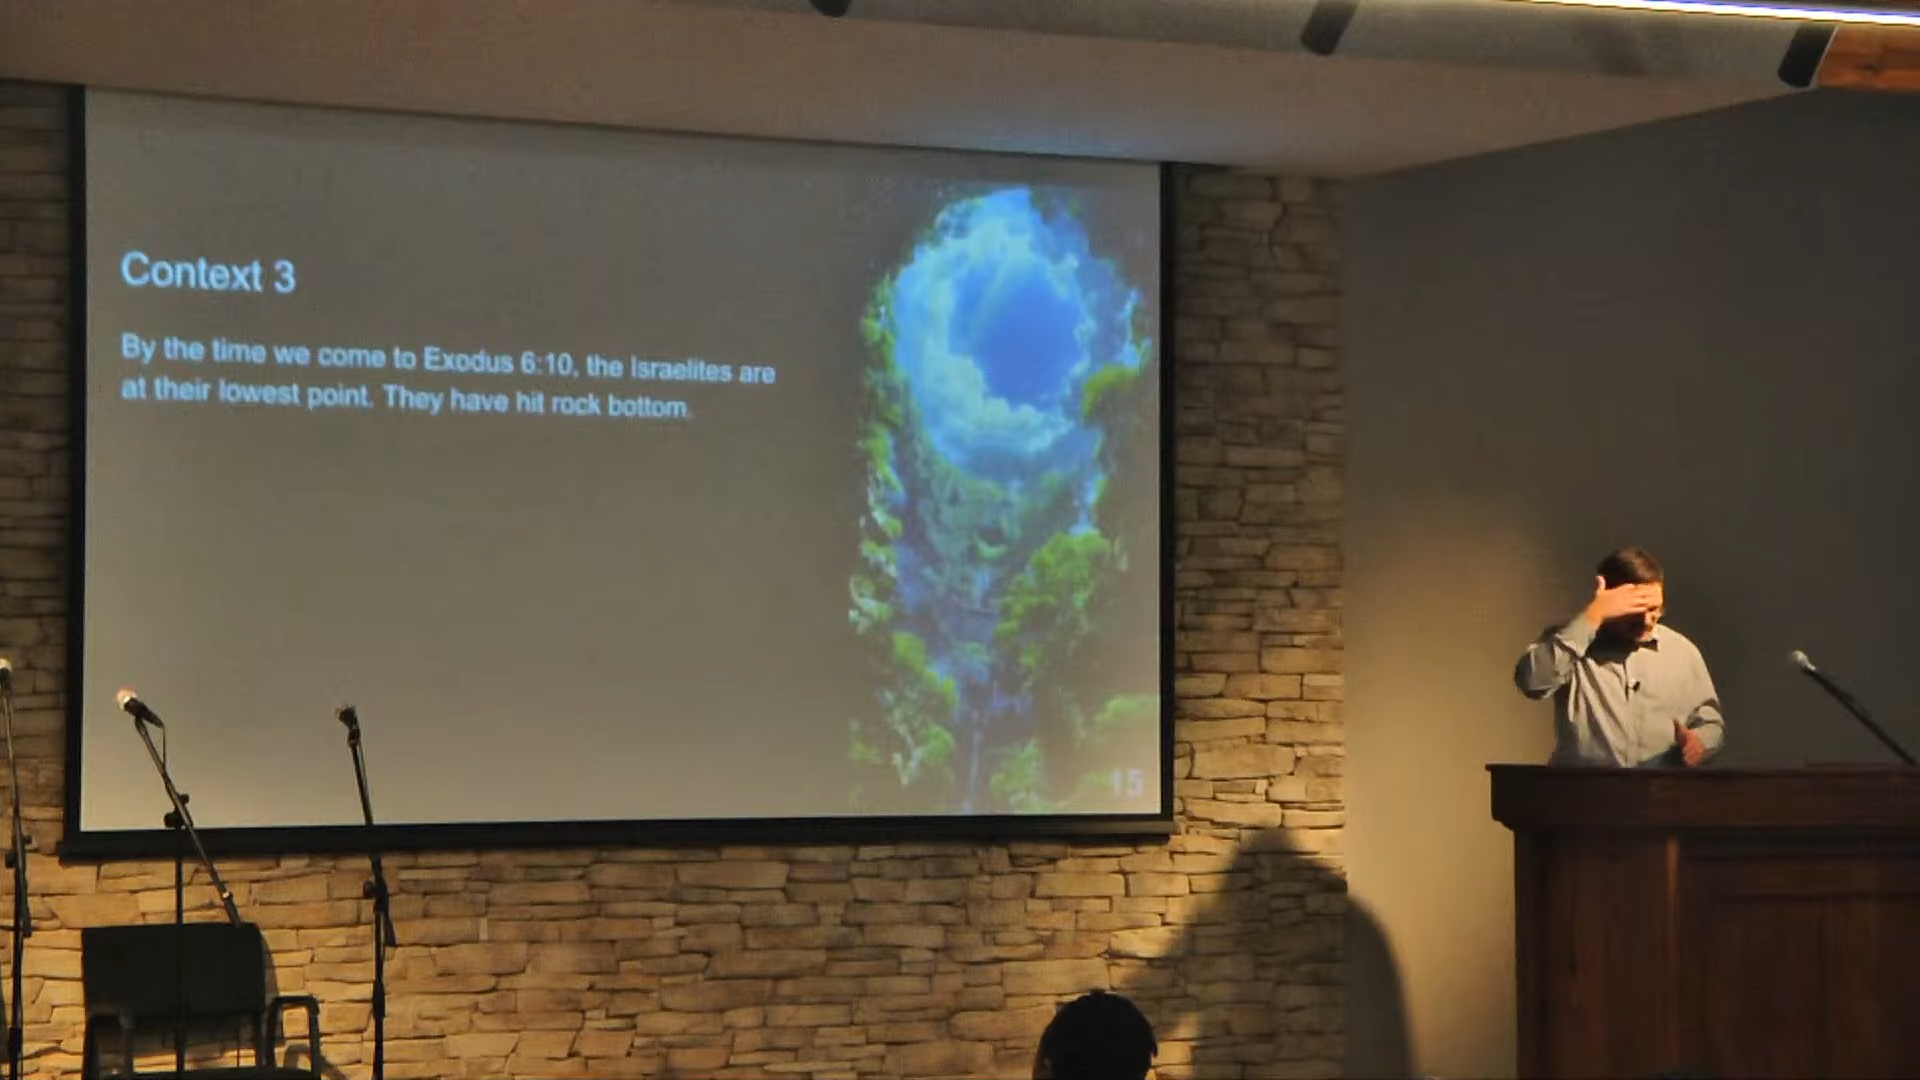 Context 3
By the time we come to Exodus 6:10, the Israelites are
at their lowest point. They have hit rock bottom.
15